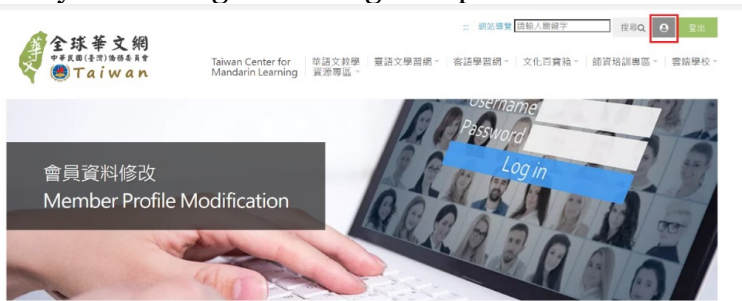 ::: 網站導覽 請輸入關鍵字 搜尋 登出
全球華文網
中華民國(臺灣)僑務委員會
Taiwan
Taiwan Center for
Mandarin Learning
華語文教學
資源專區
臺語文學習網
客語學習網
文化百寶箱
師資培訓專區
雲端學校
華文
Username
Password
Log in
會員資料修改
Member Profile Modification